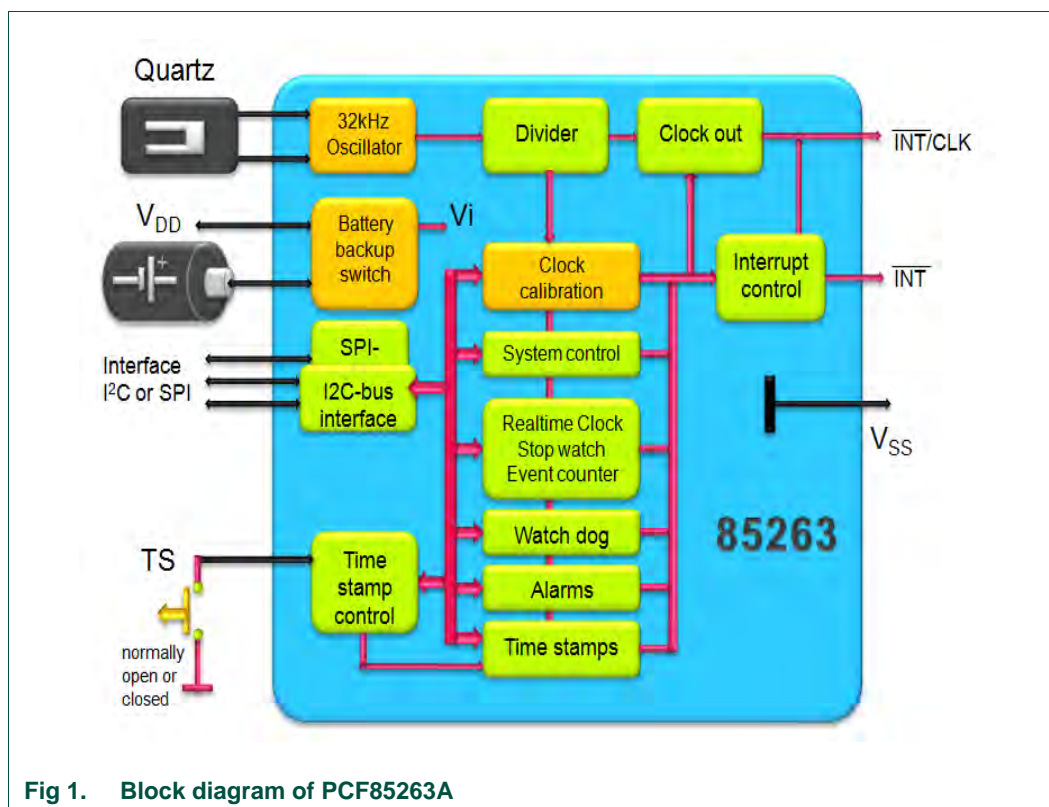 Quartz
32kHz
Oscillator
Divider
Clock out
INT/CLK
VDD
Battery
backup
switch
Vi
Clock
calibration
Interrupt
control
INT
Interface
I²C or SPI
SPI-
I2C-bus
interface
System control
Realtime Clock
Stop watch
Event counter
VSS
85263
Watch dog
TS
Time
stamp
control
Alarms
Time stamps
normally
open or
closed
Fig 1. Block diagram of PCF85263A